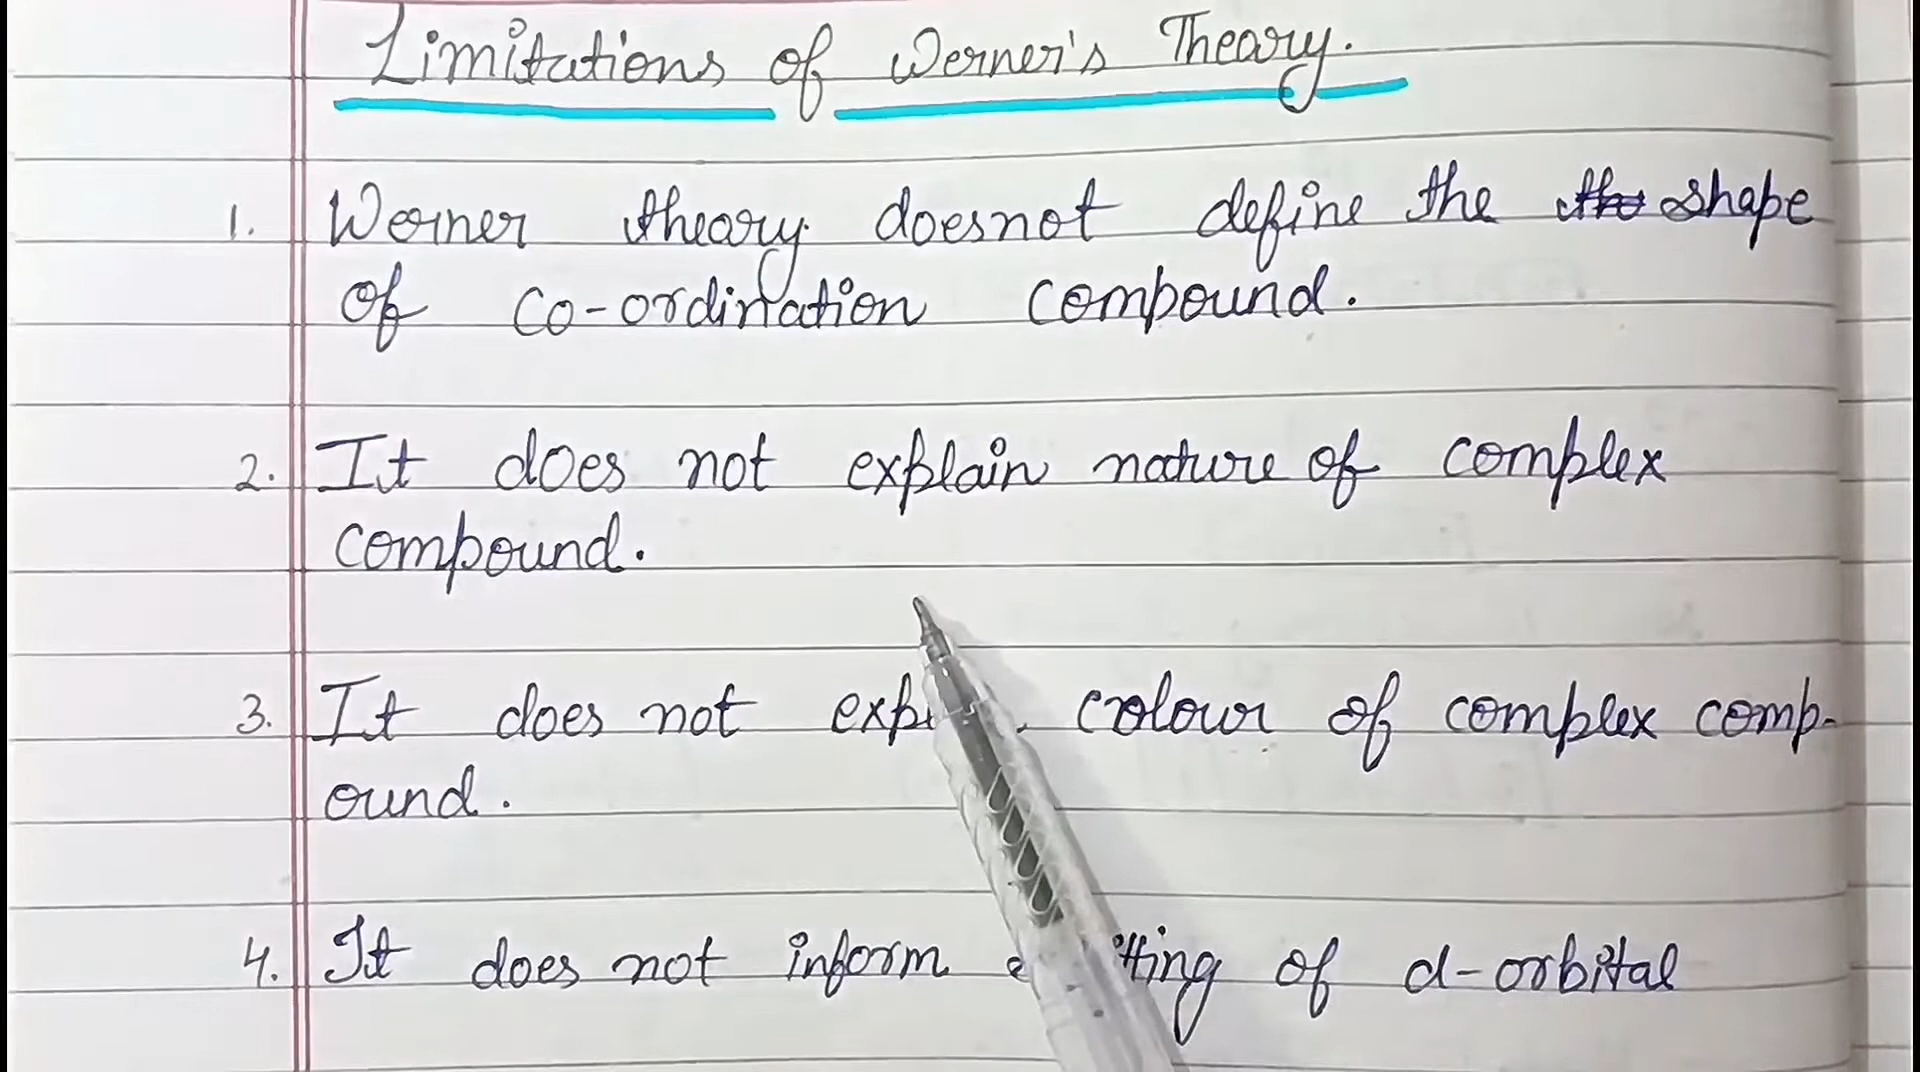 Limitations of Werner's Theory.
1. Werner theory doesnot define the the shape
of co-ordination compound.
2. It does not explain nature of complex
compound.
3. It does not colour of complex comp-
ound.
4. It does not inform of d-orbital